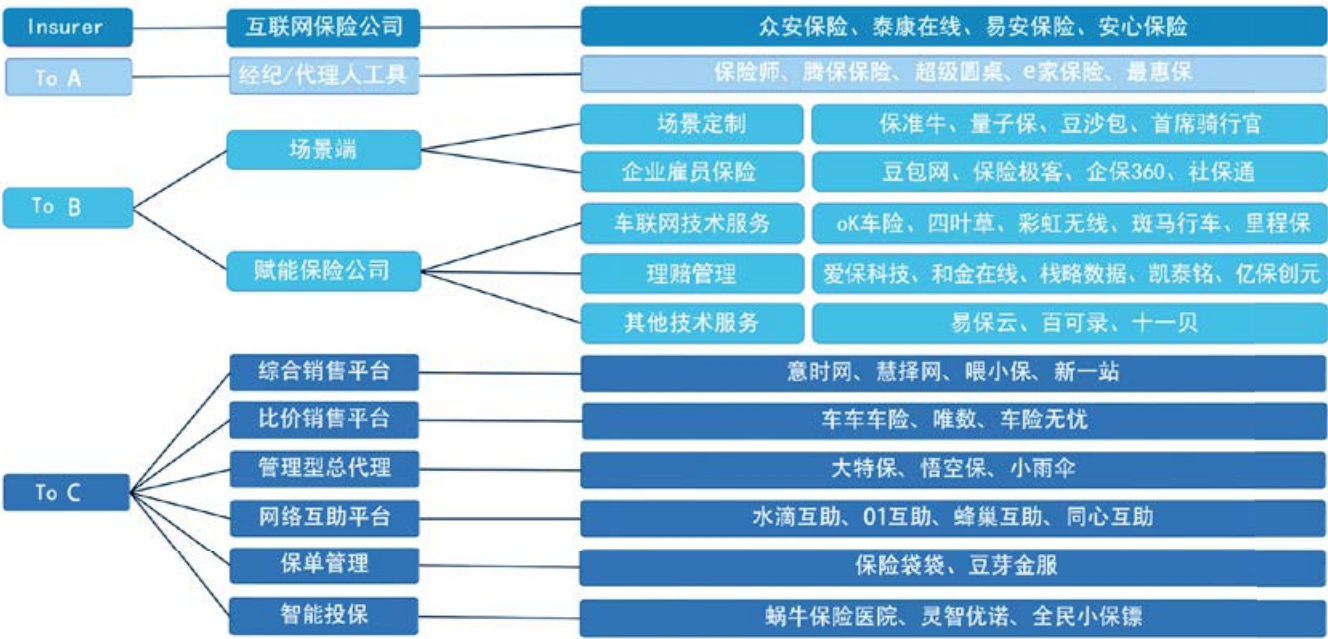 Insurer
互联网保险公司
众安保险、泰康在线、易安保险、安心保险
To A
经纪/代理人工具
保险师、腾保保险、超级圆桌、e家保险、最惠保
To B
场景端
场景定制
保准牛、量子保、豆沙包、首席骑行官
企业雇员保险
豆包网、保险极客、企保360、社保通
赋能保险公司
车联网技术服务
oK车险、四叶草、彩虹无线、斑马行车、里程保
理赔管理
爱保科技、和金在线、栈略数据、凯泰铭、亿保创元
其他技术服务
易保云、百可录、十一贝
To C
综合销售平台
意时网、慧择网、喂小保、新一站
比价销售平台
车车车险、唯数、车险无忧
管理型总代理
大特保、悟空保、小雨伞
网络互助平台
水滴互助、01互助、蜂巢互助、同心互助
保单管理
保险袋袋、豆芽金服
智能投保
蜗牛保险医院、灵智优诺、全民小保镖